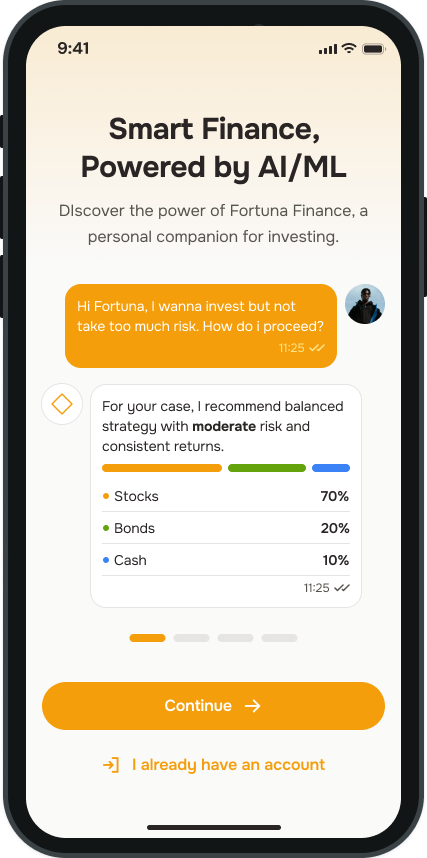 9:41
Smart Finance,
Powered by AI/ML
DIscover the power of Fortuna Finance, a
personal companion for investing.
Hi Fortuna, I wanna invest but not
take too much risk. How do i proceed?
11:25
For your case, I recommend balanced
strategy with moderate risk and
consistent returns.
Stocks 70%
Bonds 20%
Cash 10%
11:25
Continue
I already have an account